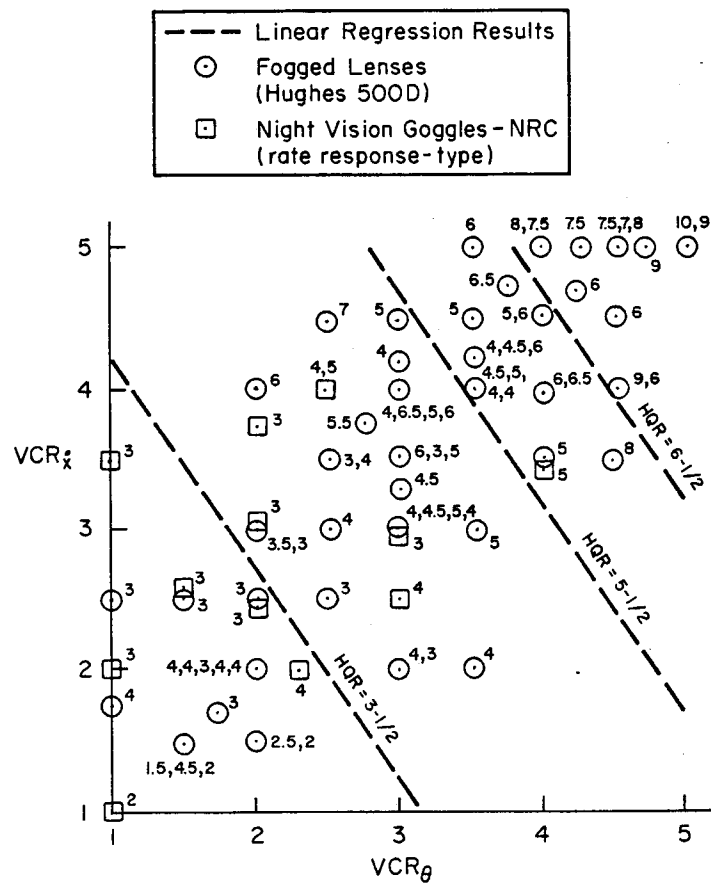 Linear Regression Results
Fogged Lenses
(Hughes 500D)
Night Vision Goggles-NRC
(rate response-type)
6 8,7.5 7.5 7.5,7,8 10,9
5
9
6.5 6
7 5 5 5,6 6
4 4,4.5,6
4.5,5,
4 6 4,5 4,4 6,6.5 9,6
3 5.5 4,6.5,5,6
HQR = 6-1/2
VCRẋ 3 3,4 6,3,5 5 8
5
4.5
3 4 4,4.5,5,4
3 3.5,3 3 5
HQR = 5-1/2
3 3 3 3 4
3 3
2 3 4,4,3,4,4 4 4,3 4
HQR = 3-1/2
4 3
2.5,2
1.5,4.5,2
1 2
1 2 3 4 5
VCRθ